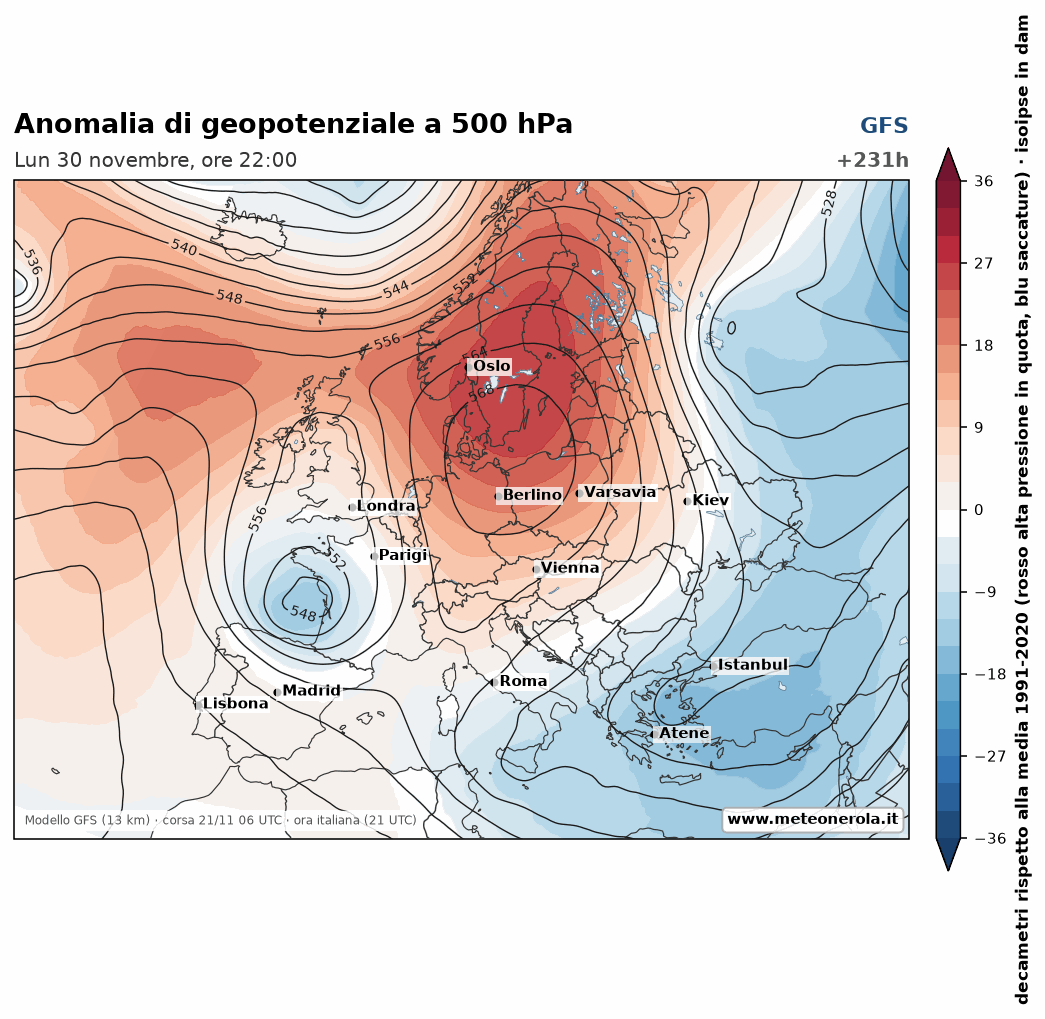 Anomalia di geopotenziale a 500 hPa
GFS
Lun 30 novembre, ore 22:00
+231h
528
536
540
544
548
552
556
564
568
Oslo
Londra
Berlino
Varsavia
Kiev
556
552
Parigi
Vienna
548
Madrid
Lisbona
Roma
Istanbul
Atene
Modello GFS (13 km) · corsa 21/11 06 UTC · ora italiana (21 UTC)
www.meteonerola.it
36
27
18
9
0
−9
−18
−27
−36
decametri rispetto alla media 1991-2020 (rosso alta pressione in quota, blu saccature) · isoipse in dam